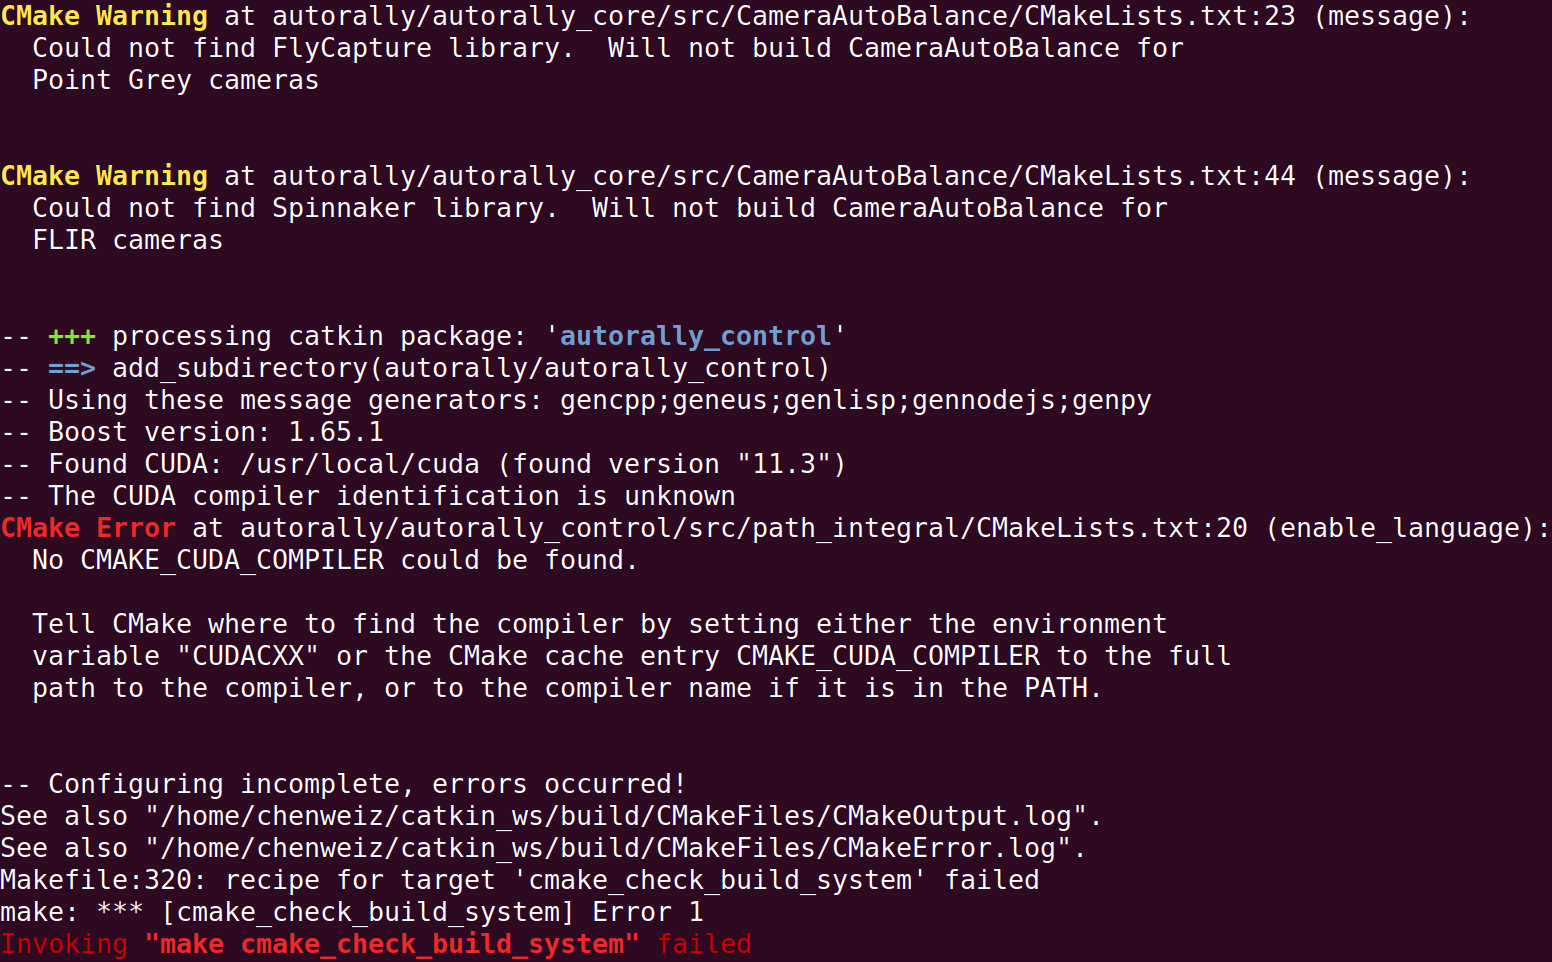 CMake Warning at autorally/autorally_core/src/CameraAutoBalance/CMakeLists.txt:23 (message):
  Could not find FlyCapture library.  Will not build CameraAutoBalance for
  Point Grey cameras
CMake Warning at autorally/autorally_core/src/CameraAutoBalance/CMakeLists.txt:44 (message):
  Could not find Spinnaker library.  Will not build CameraAutoBalance for
  FLIR cameras
-- +++ processing catkin package: 'autorally_control'
-- ==> add_subdirectory(autorally/autorally_control)
-- Using these message generators: gencpp;geneus;genlisp;gennodejs;genpy
-- Boost version: 1.65.1
-- Found CUDA: /usr/local/cuda (found version "11.3")
-- The CUDA compiler identification is unknown
CMake Error at autorally/autorally_control/src/path_integral/CMakeLists.txt:20 (enable_language):
  No CMAKE_CUDA_COMPILER could be found.
  Tell CMake where to find the compiler by setting either the environment
  variable "CUDACXX" or the CMake cache entry CMAKE_CUDA_COMPILER to the full
  path to the compiler, or to the compiler name if it is in the PATH.
-- Configuring incomplete, errors occurred!
See also "/home/chenweiz/catkin_ws/build/CMakeFiles/CMakeOutput.log".
See also "/home/chenweiz/catkin_ws/build/CMakeFiles/CMakeError.log".
Makefile:320: recipe for target 'cmake_check_build_system' failed
make: *** [cmake_check_build_system] Error 1
Invoking "make cmake_check_build_system" failed